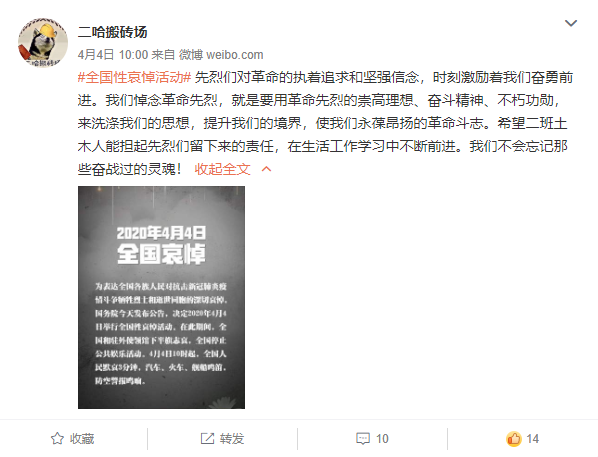 二哈搬砖场
4月4日 10:00 来自 微博 weibo.com
#全国性哀悼活动# 先烈们对革命的执着追求和坚强信念，时刻激励着我们奋勇前
进。我们悼念革命先烈，就是要用革命先烈的崇高理想、奋斗精神、不朽功勋，
来洗涤我们的思想，提升我们的境界，使我们永葆昂扬的革命斗志。希望二班土
木人能担起先烈们留下来的责任，在生活工作学习中不断前进。我们不会忘记那
些奋战过的灵魂！ 收起全文
2020年4月4日
全国哀悼
为表达全国各族人民对抗击新冠肺炎疫
情斗争牺牲烈士和逝世同胞的深切哀悼，
国务院今天发布公告，决定2020年4月4
日举行全国性哀悼活动。在此期间，全
国和驻外使领馆下半旗志哀，全国停止
公共娱乐活动。4月4日10时起，全国人
民默哀3分钟，汽车、火车、舰船鸣笛，
防空警报鸣响。
收藏
转发
10
14